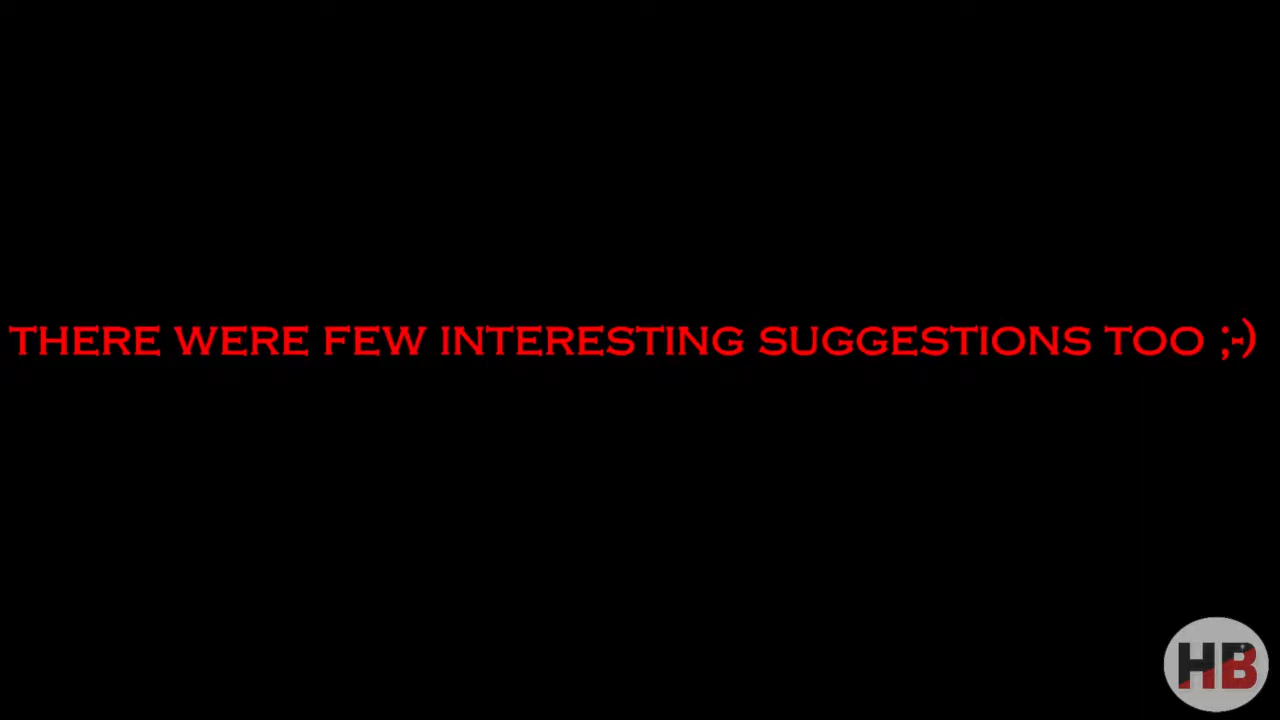 THERE WERE FEW INTERESTING SUGGESTIONS TOO ;-)
HB